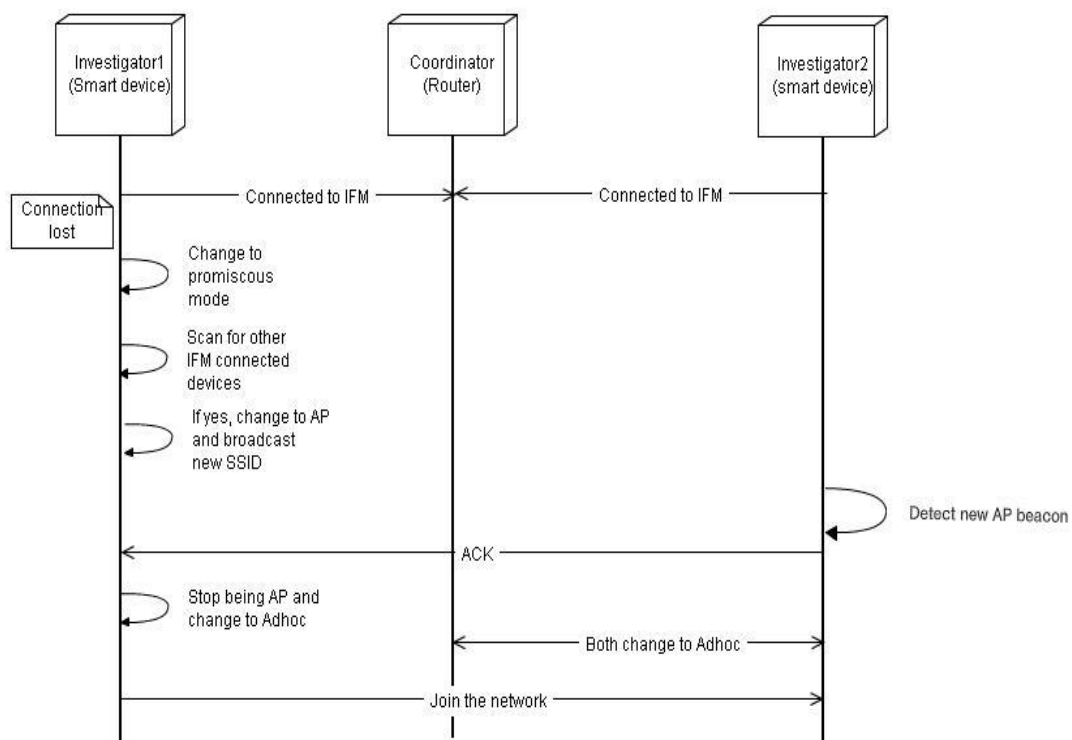 Investigator1
(Smart device)
Coordinator
(Router)
Investigator2
(smart device)
Connected to IFM
Connected to IFM
Connection
lost
Change to
promiscous
mode
Scan for other
IFM connected
devices
If yes, change to AP
and broadcast
new SSID
Detect new AP beacon
ACK
Stop being AP and
change to Adhoc
Both change to Adhoc
Join the network